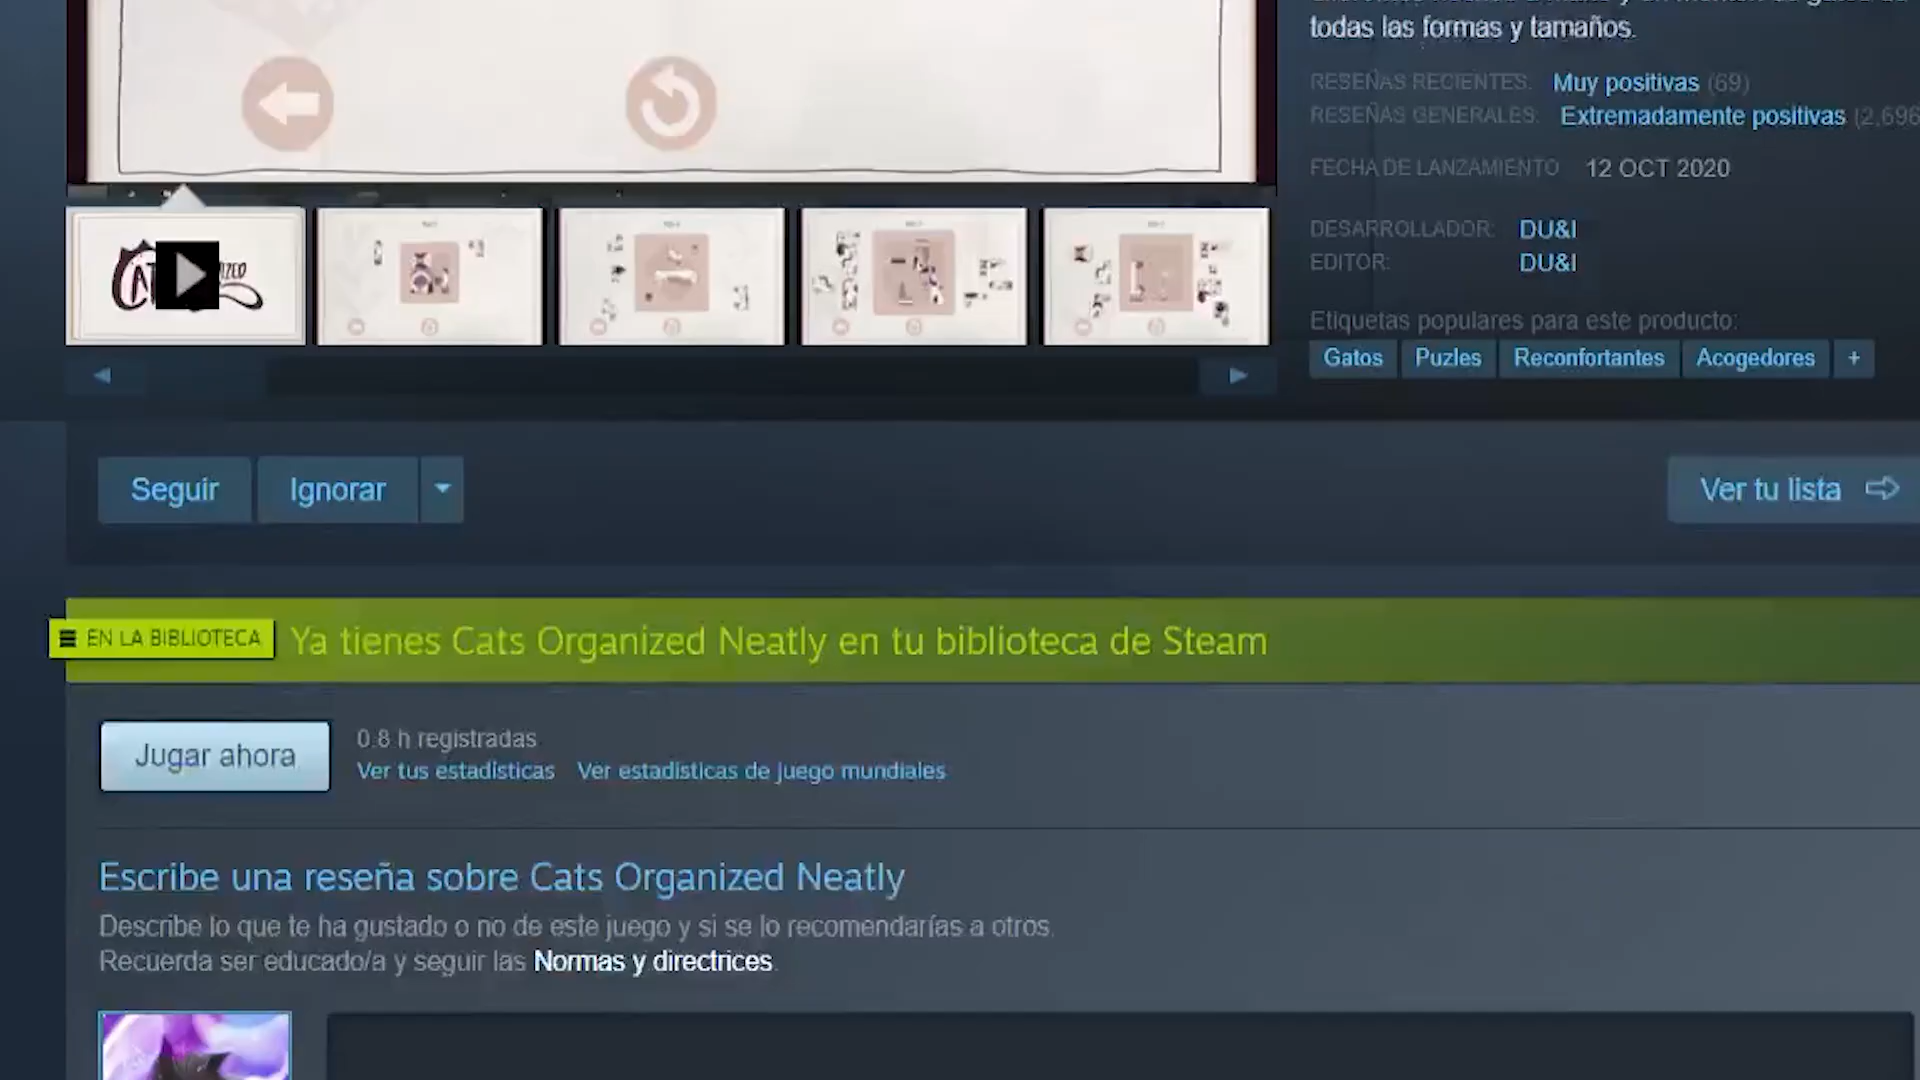 todas las formas y tamaños.
RESEÑAS RECIENTES: Muy positivas (69)
RESEÑAS GENERALES: Extremadamente positivas (2,696
FECHA DE LANZAMIENTO 12 OCT 2020
DESARROLLADOR: DU&I
EDITOR: DU&I
Etiquetas populares para este producto:
Gatos Puzles Reconfortantes Acogedores +
Seguir Ignorar Ver tu lista
EN LA BIBLIOTECA Ya tienes Cats Organized Neatly en tu biblioteca de Steam
Jugar ahora
0.8 h registradas
Ver tus estadísticas Ver estadísticas de juego mundiales
Escribe una reseña sobre Cats Organized Neatly
Describe lo que te ha gustado o no de este juego y si se lo recomendarías a otros.
Recuerda ser educado/a y seguir las Normas y directrices.